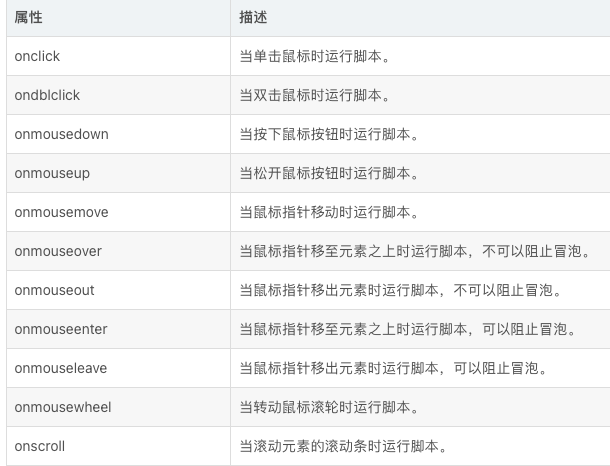 属性 描述
onclick 当单击鼠标时运行脚本。
ondblclick 当双击鼠标时运行脚本。
onmousedown 当按下鼠标按钮时运行脚本。
onmouseup 当松开鼠标按钮时运行脚本。
onmousemove 当鼠标指针移动时运行脚本。
onmouseover 当鼠标指针移至元素之上时运行脚本，不可以阻止冒泡。
onmouseout 当鼠标指针移出元素时运行脚本，不可以阻止冒泡。
onmouseenter 当鼠标指针移至元素之上时运行脚本，可以阻止冒泡。
onmouseleave 当鼠标指针移出元素时运行脚本，可以阻止冒泡。
onmousewheel 当转动鼠标滚轮时运行脚本。
onscroll 当滚动元素的滚动条时运行脚本。